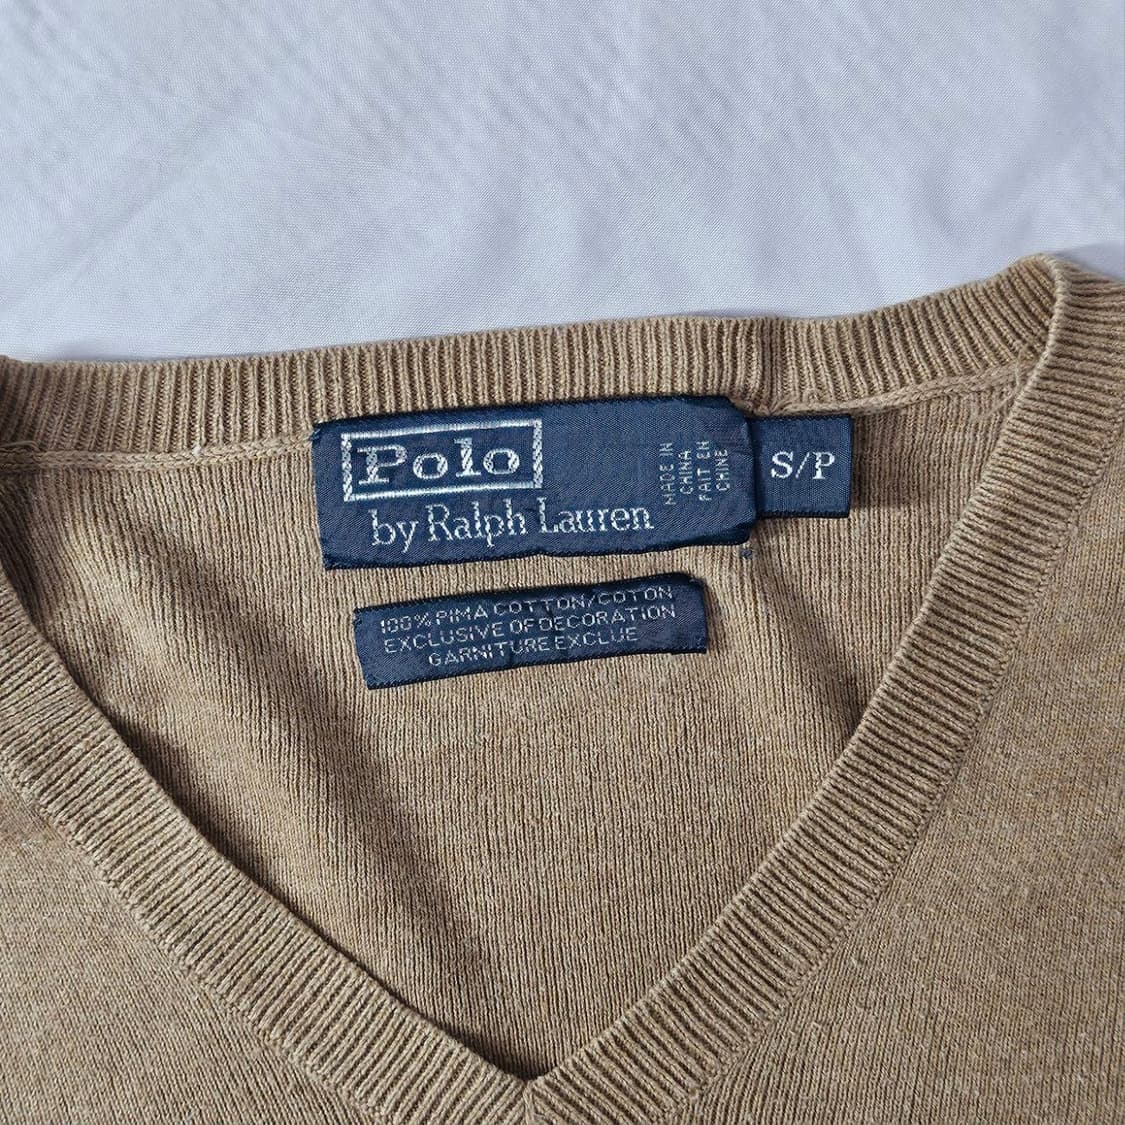 Polo
by Ralph Lauren
MADE IN
CHINA
FAIT EN
CHINE
S/P
100% PIMA COTTON/COTON
EXCLUSIVE OF DECORATION
GARNITURE EXCLUE